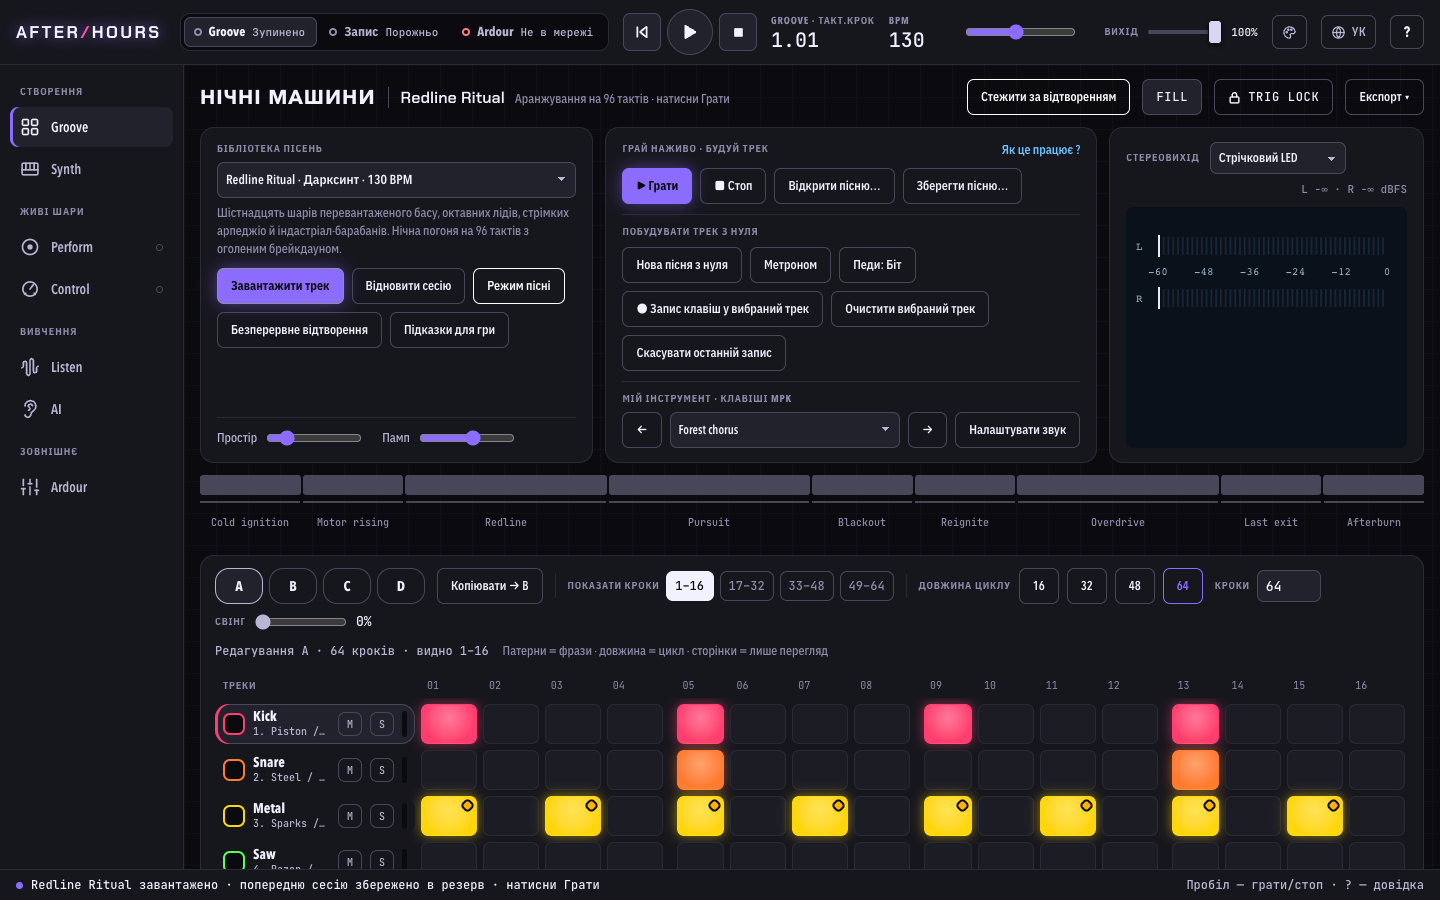 AFTER/HOURS
Groove Зупинено
Запис Порожньо
Ardour Не в мережі
GROOVE · ТАКТ.КРОК
1.01
BPM
130
ВИХІД
100%
УК
?
СТВОРЕННЯ
Groove
Synth
ЖИВІ ШАРИ
Perform
Control
ВИВЧЕННЯ
Listen
AI
ЗОВНІШНЄ
Ardour
НІЧНІ МАШИНИ
Redline Ritual
Аранжування на 96 тактів · натисни Грати
Стежити за відтворенням
FILL
TRIG LOCK
Експорт ▾
БІБЛІОТЕКА ПІСЕНЬ
Redline Ritual · Дарксинт · 130 BPM
Шістнадцять шарів перевантаженого басу, октавних лідів, стрімких
арпеджіо й індастріал-барабанів. Нічна погоня на 96 тактів з
оголеним брейкдауном.
Завантажити трек
Відновити сесію
Режим пісні
Безперервне відтворення
Підказки для гри
Простір
Памп
ГРАЙ НАЖИВО · БУДУЙ ТРЕК
Як це працює ?
▶ Грати
■ Стоп
Відкрити пісню…
Зберегти пісню…
ПОБУДУВАТИ ТРЕК З НУЛЯ
Нова пісня з нуля
Метроном
Педи: Біт
● Запис клавіш у вибраний трек
Очистити вибраний трек
Скасувати останній запис
МІЙ ІНСТРУМЕНТ · КЛАВІШІ MPK
←
Forest chorus
→
Налаштувати звук
СТЕРЕОВИХІД
Стрічковий LED
L -∞ · R -∞ dBFS
L
-60 -48 -36 -24 -12 0
R
Cold ignition
Motor rising
Redline
Pursuit
Blackout
Reignite
Overdrive
Last exit
Afterburn
A
B
C
D
Копіювати → B
ПОКАЗАТИ КРОКИ
1–16
17–32
33–48
49–64
ДОВЖИНА ЦИКЛУ
16
32
48
64
КРОКИ
64
СВІНГ
0%
Редагування A · 64 кроків · видно 1–16
Патерни = фрази · довжина = цикл · сторінки = лише перегляд
ТРЕКИ
01 02 03 04 05 06 07 08 09 10 11 12 13 14 15 16
Kick
1. Piston /…
M S
Snare
2. Steel / …
M S
Metal
3. Sparks /…
M S
Saw
M S
Redline Ritual завантажено · попередню сесію збережено в резерв · натисни Грати
Пробіл — грати/стоп · ? — довідка